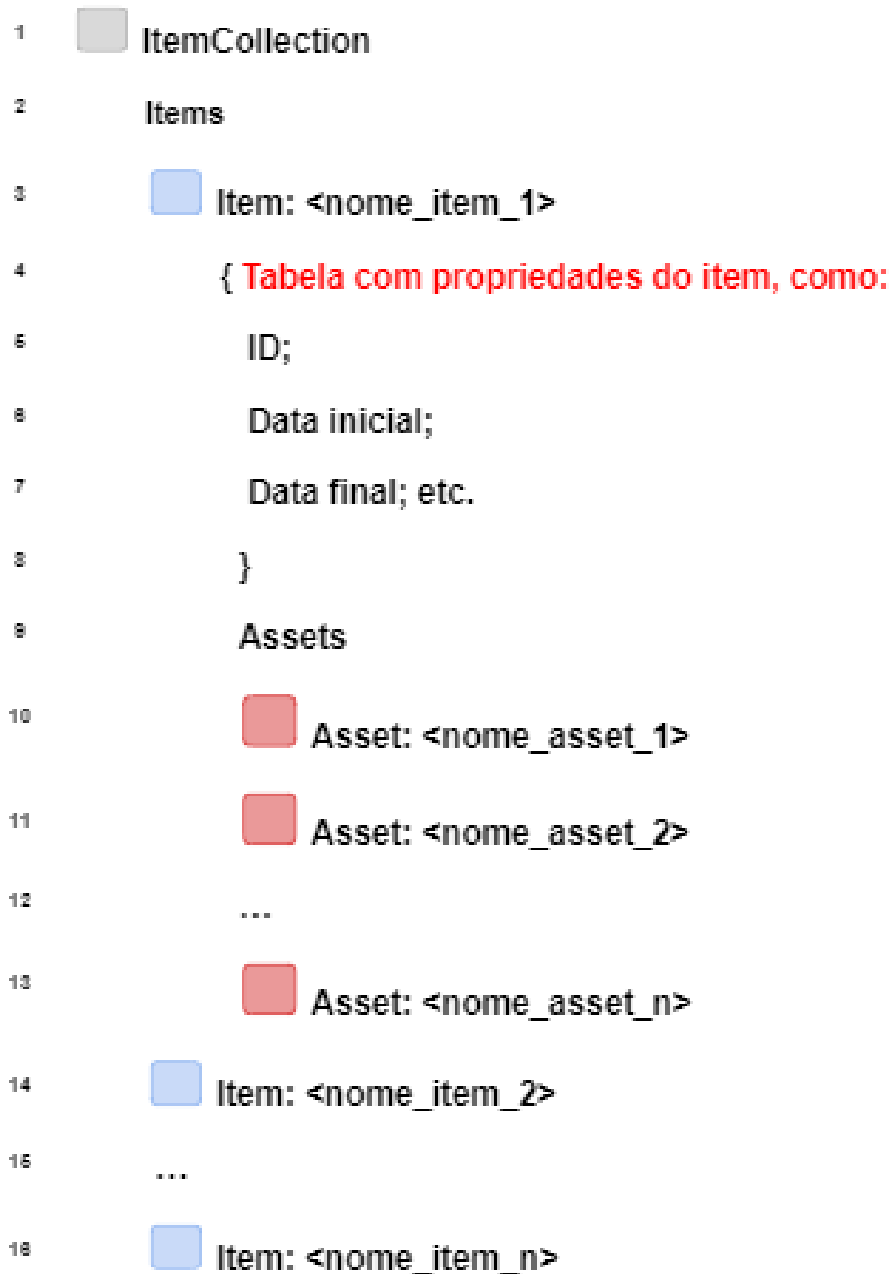 1 ItemCollection
2 Items
3 Item: <nome_item_1>
4 { Tabela com propriedades do item, como:
5 ID;
6 Data inicial;
7 Data final; etc.
8 }
9 Assets
10 Asset: <nome_asset_1>
11 Asset: <nome_asset_2>
12 ...
13 Asset: <nome_asset_n>
14 Item: <nome_item_2>
15 ...
16 Item: <nome_item_n>